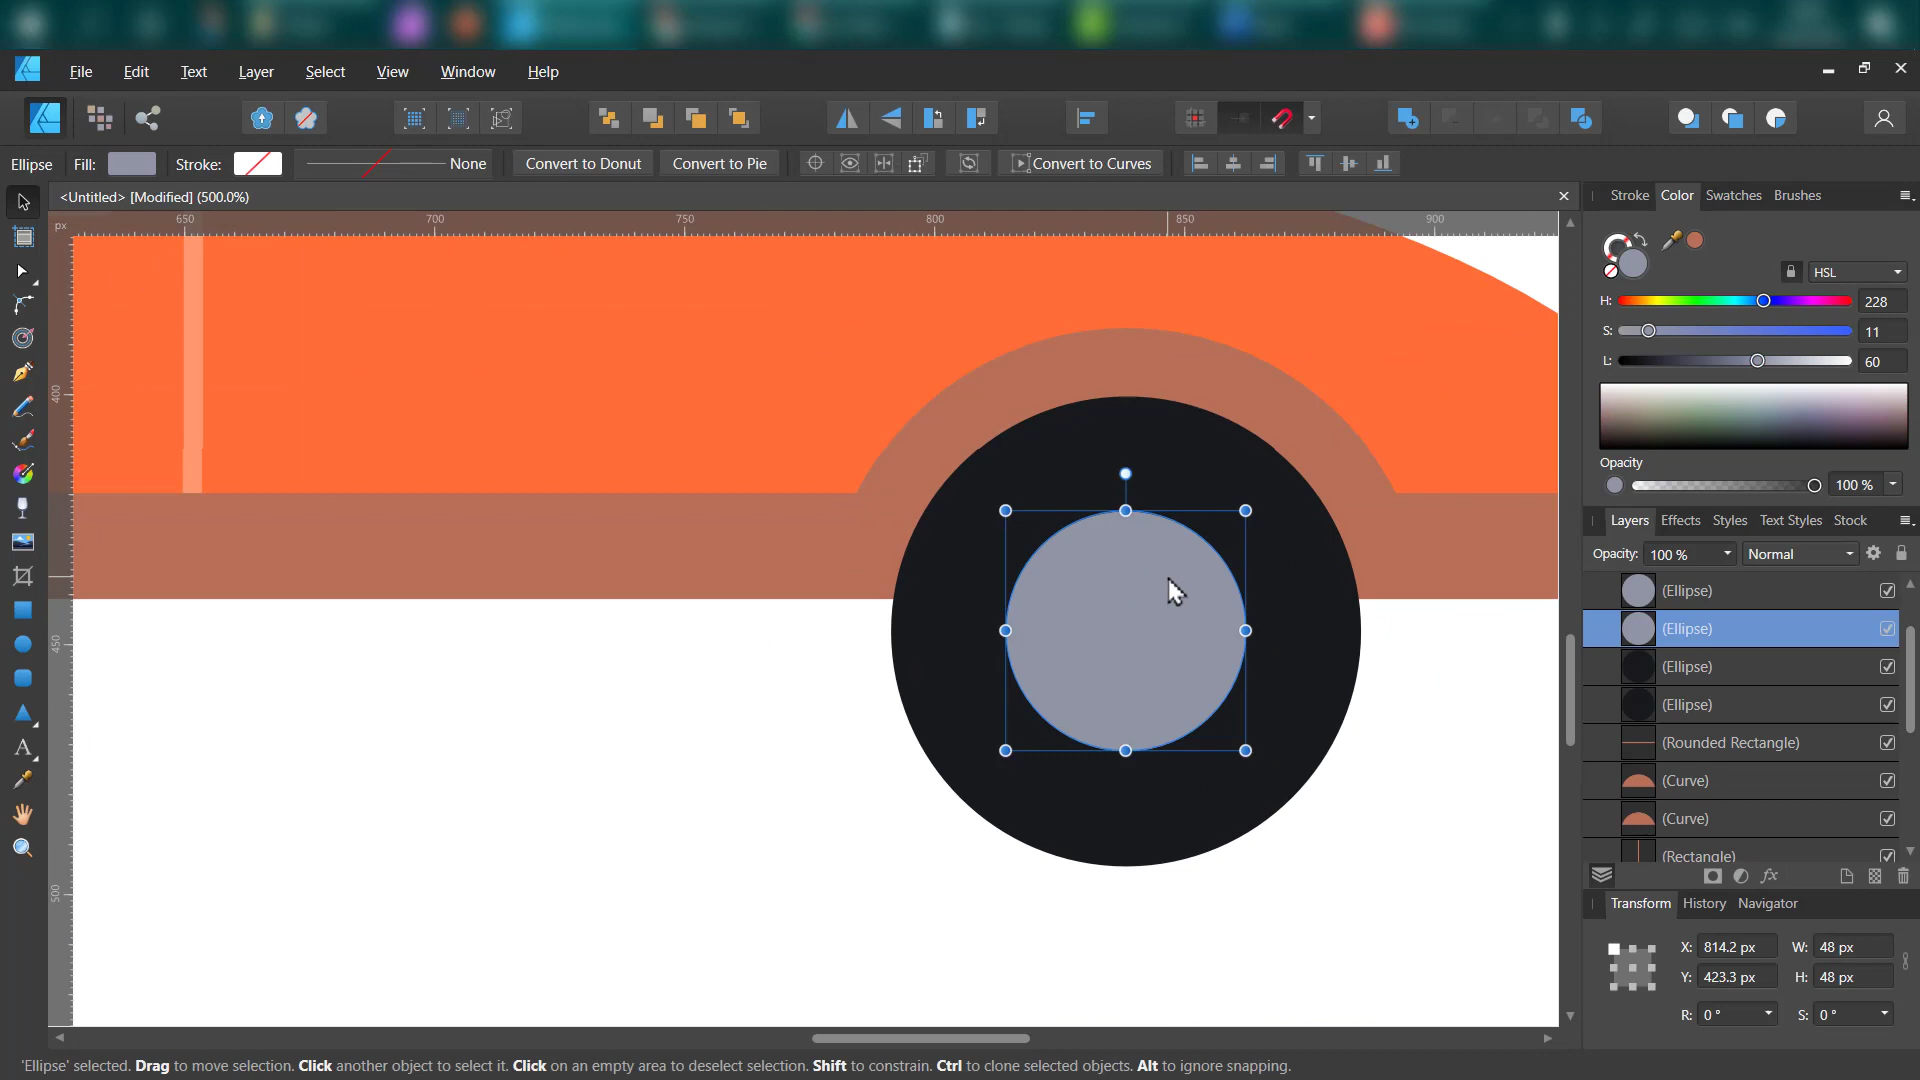 File Edit Text Layer Select View Window Help
Ellipse Fill: Stroke: None Convert to Donut Convert to Pie Convert to Curves
<Untitled> [Modified] (500.0%)
px 650 700 750 800 850 900
400
450
500
Stroke Color Swatches Brushes
HSL
H: 228
S: 11
L: 60
Opacity
100 %
Layers Effects Styles Text Styles Stock
Opacity: 100 % Normal
(Ellipse)
(Ellipse)
(Ellipse)
(Ellipse)
(Rounded Rectangle)
(Curve)
(Curve)
(Rectangle)
fx
Transform History Navigator
X: 814.2 px W: 48 px
Y: 423.3 px H: 48 px
R: 0 ° S: 0 °
'Ellipse' selected. Drag to move selection. Click another object to select it. Click on an empty area to deselect selection. Shift to constrain. Ctrl to clone selected objects. Alt to ignore snapping.